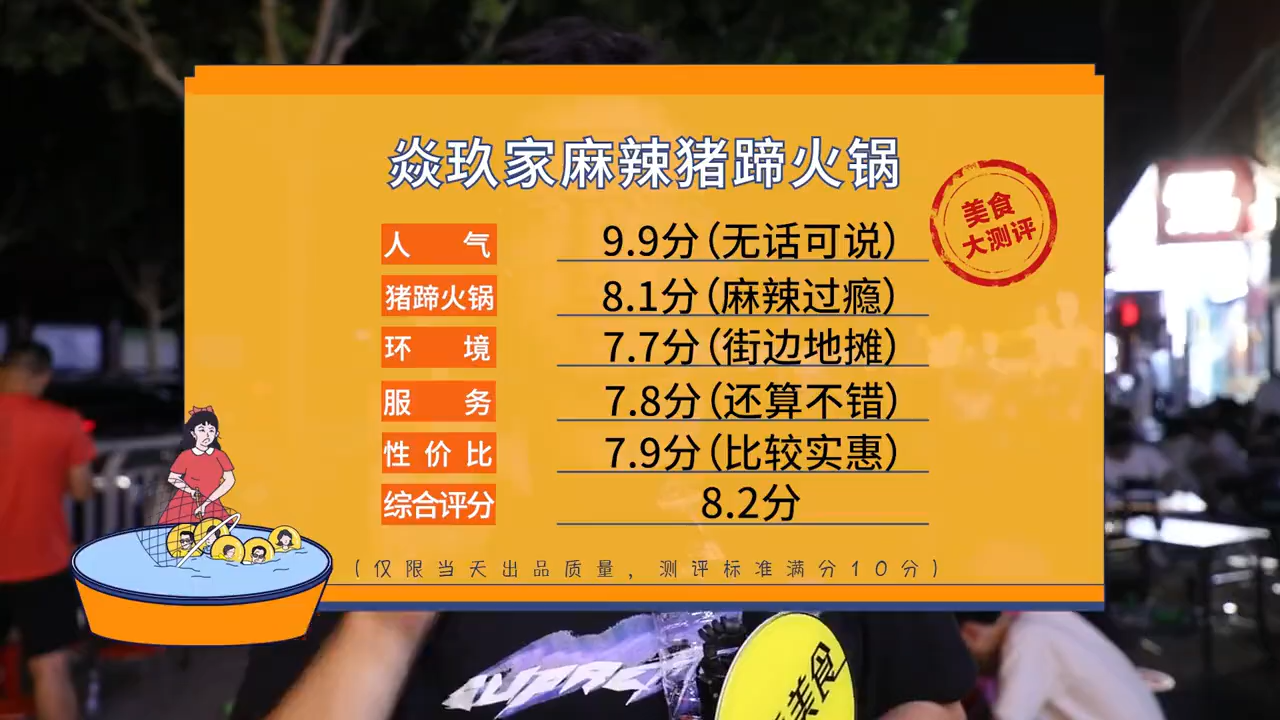 焱玖家麻辣猪蹄火锅
美食
大测评
人气 9.9分(无话可说)
猪蹄火锅 8.1分(麻辣过瘾)
环境 7.7分(街边地摊)
服务 7.8分(还算不错)
性价比 7.9分(比较实惠)
综合评分 8.2分
(仅限当天出品质量,测评标准满分10分)
美食